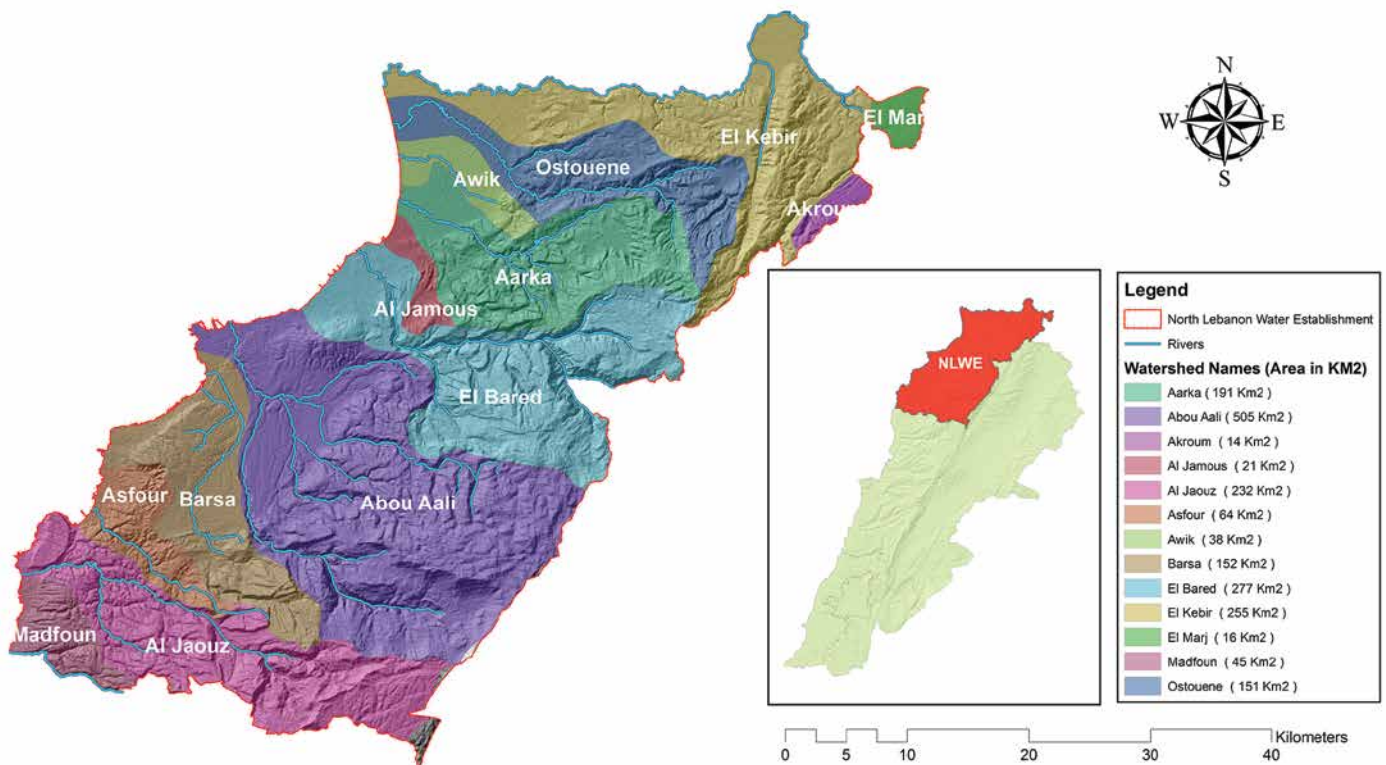 N
W
E
S
El Mar
El Kebir
Ostouene
Awik
Akroum
Aarka
Al Jamous
El Bared
Abou Aali
Asfour
Barsa
Madfoun
Al Jaouz
NLWE
Legend
North Lebanon Water Establishment
Rivers
Watershed Names (Area in KM2)
Aarka ( 191 Km2)
Abou Aali ( 505 Km2)
Akroum ( 14 Km2)
Al Jamous ( 21 Km2)
Al Jaouz ( 232 Km2)
Asfour ( 64 Km2)
Awik ( 38 Km2)
Barsa ( 152 Km2)
El Bared ( 277 Km2)
El Kebir ( 255 Km2)
El Marj ( 16 Km2)
Madfoun ( 45 Km2)
Ostouene ( 151 Km2)
Kilometers
0 5 10 20 30 40